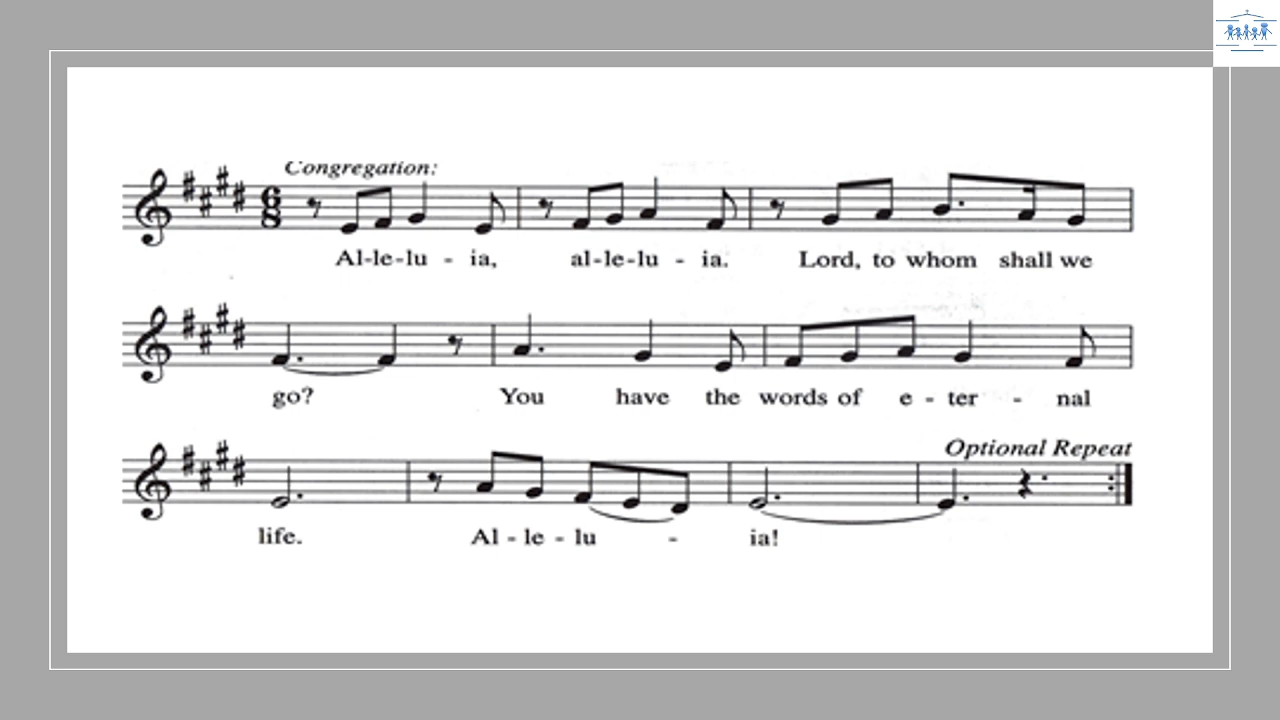 Congregation:
Al-le-lu - ia, al-le-lu - ia. Lord, to whom shall we
go? You have the words of e - ter - nal
Optional Repeat
life. Al - le - lu - ia!